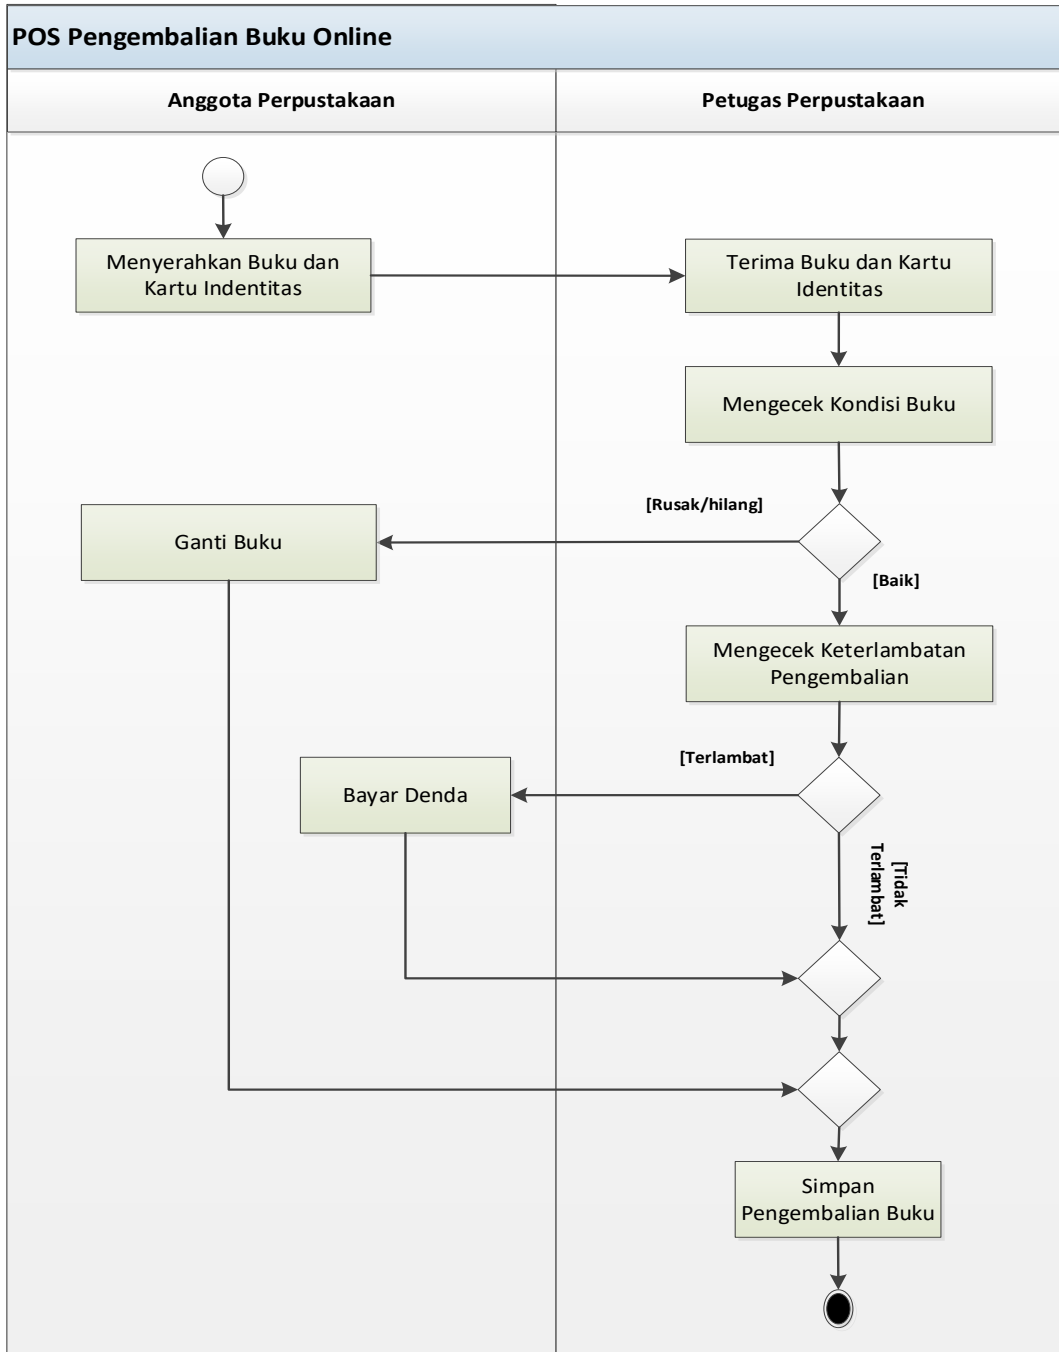 POS Pengembalian Buku Online
Anggota Perpustakaan
Petugas Perpustakaan
Menyerahkan Buku dan
Kartu Indentitas
Terima Buku dan Kartu
Identitas
Mengecek Kondisi Buku
[Rusak/hilang]
Ganti Buku
[Baik]
Mengecek Keterlambatan
Pengembalian
[Terlambat]
Bayar Denda
[Tidak
Terlambat]
Simpan
Pengembalian Buku